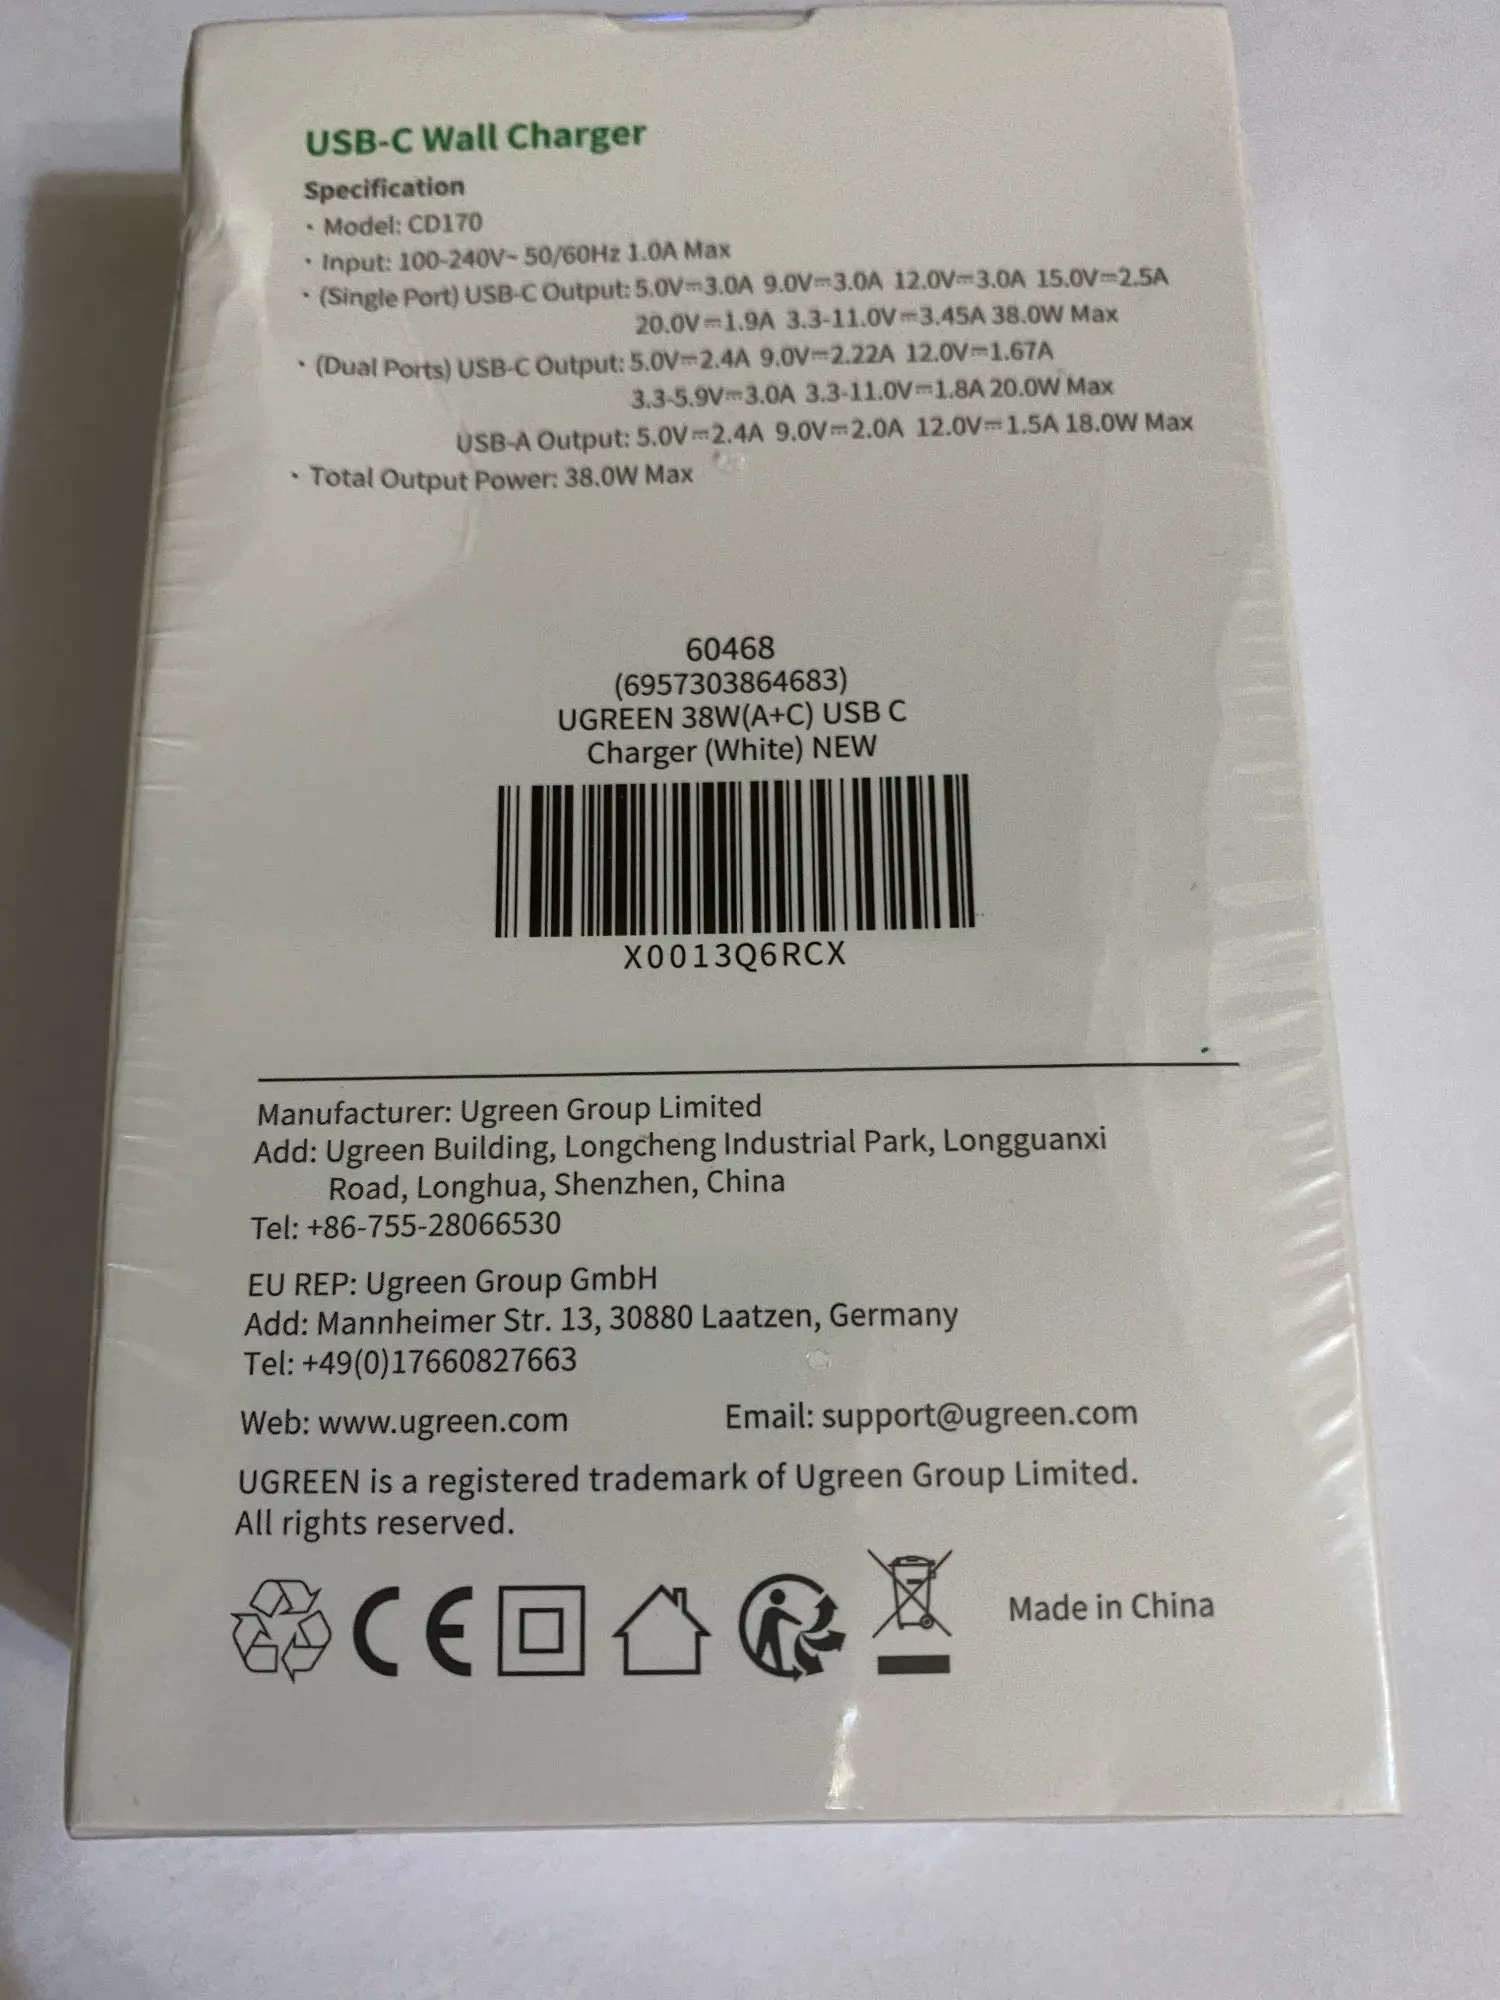 USB-C Wall Charger
Specification
· Model: CD170
· Input: 100-240V~ 50/60Hz 1.0A Max
· (Single Port) USB-C Output: 5.0V⎓3.0A 9.0V⎓3.0A 12.0V⎓3.0A 15.0V⎓2.5A
20.0V⎓1.9A 3.3-11.0V⎓3.45A 38.0W Max
· (Dual Ports) USB-C Output: 5.0V⎓2.4A 9.0V⎓2.22A 12.0V⎓1.67A
3.3-5.9V⎓3.0A 3.3-11.0V⎓1.8A 20.0W Max
USB-A Output: 5.0V⎓2.4A 9.0V⎓2.0A 12.0V⎓1.5A 18.0W Max
· Total Output Power: 38.0W Max
60468
(6957303864683)
UGREEN 38W(A+C) USB C
Charger (White) NEW
X0013Q6RCX
Manufacturer: Ugreen Group Limited
Add: Ugreen Building, Longcheng Industrial Park, Longguanxi
Road, Longhua, Shenzhen, China
Tel: +86-755-28066530
EU REP: Ugreen Group GmbH
Add: Mannheimer Str. 13, 30880 Laatzen, Germany
Tel: +49(0)17660827663
Web: www.ugreen.com Email: support@ugreen.com
UGREEN is a registered trademark of Ugreen Group Limited.
All rights reserved.
CE Made in China